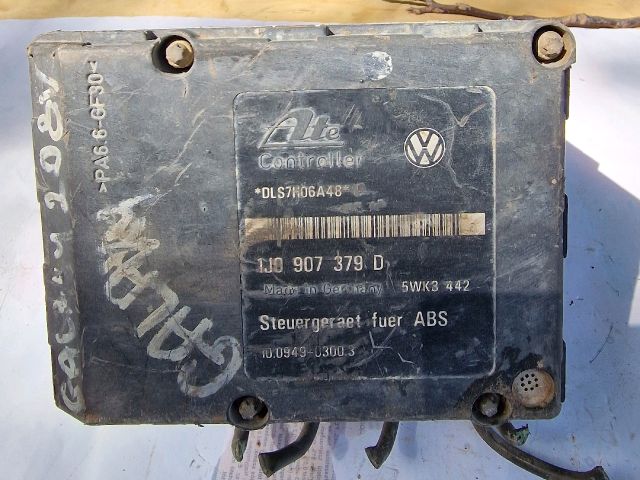 >PA6.6-GF30<
Ate
Controller
*DLS7H06A48*
1J0 907 379 D
Made in Germany 5WK3 442
Steuergeraet fuer ABS
10.0949-0300.3